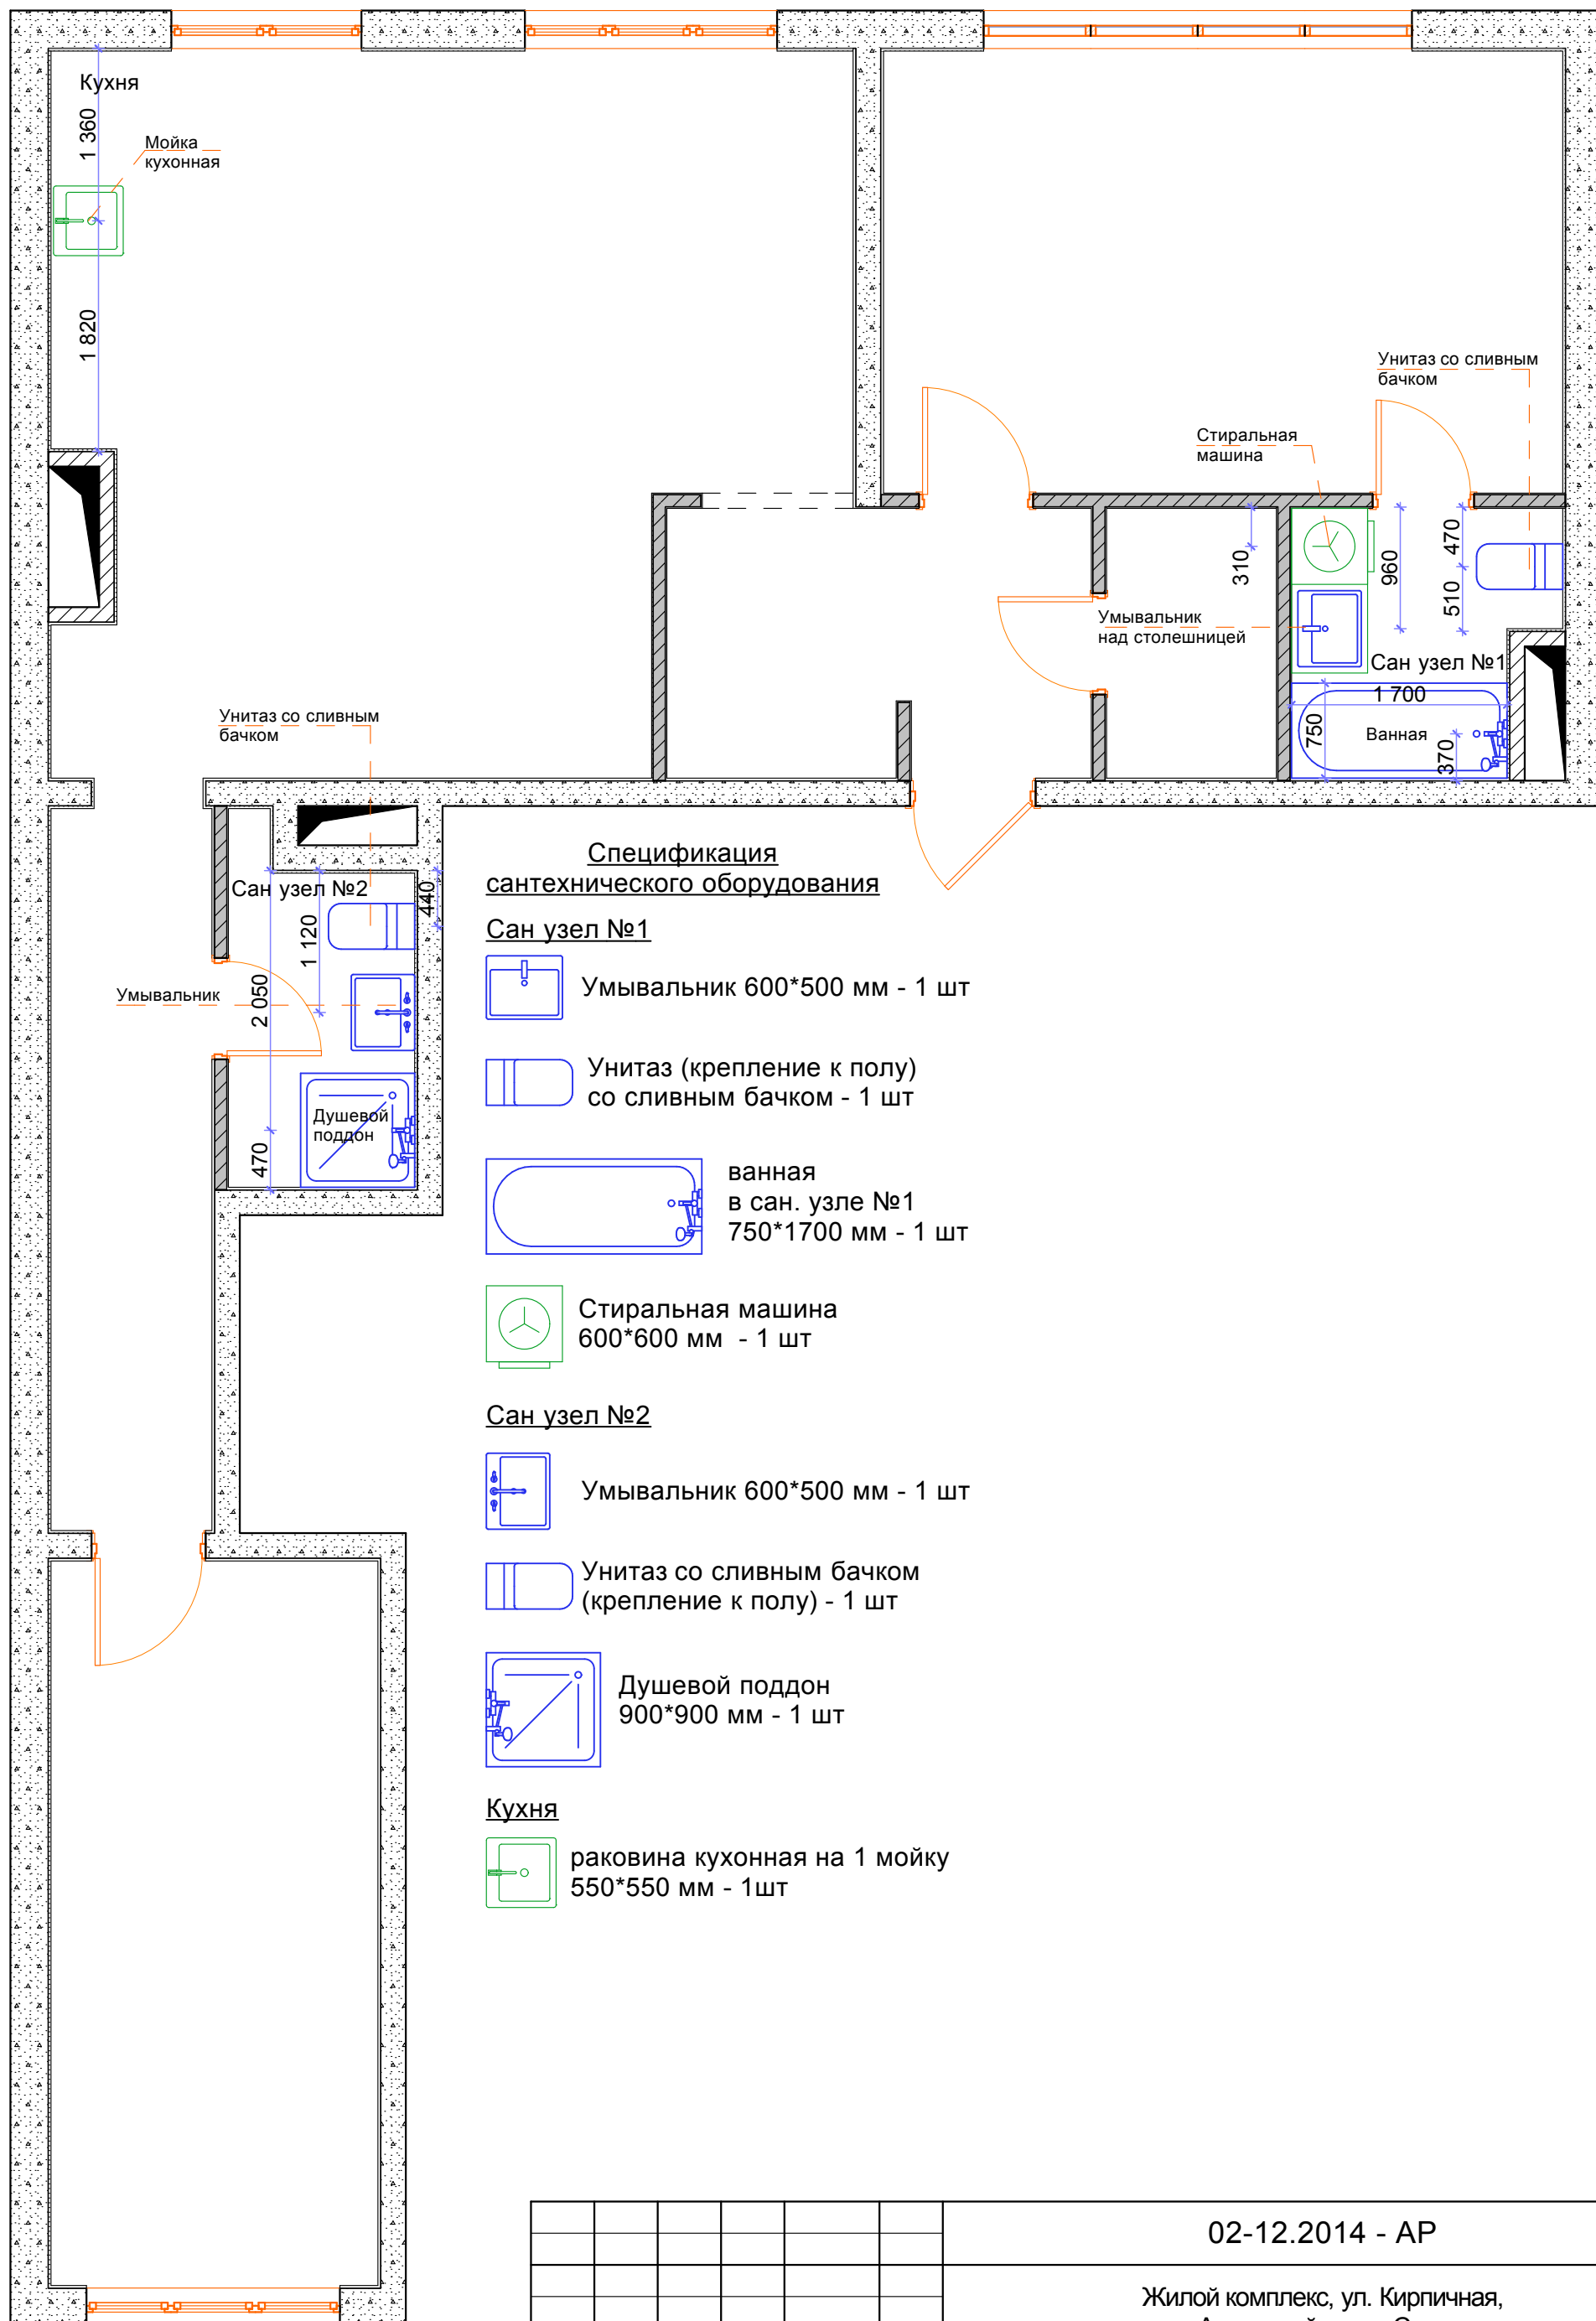 Кухня
1 360
Мойка
кухонная
1 820
Унитаз со сливным
бачком
Стиральная
машина
310
960
470
510
Умывальник
над столешницей
Сан узел №1
1 700
750
Ванная
370
Унитаз со сливным
бачком
Сан узел №2
440
1 120
2 050
Умывальник
Душевой
поддон
470
Спецификация
сантехнического оборудования
Сан узел №1
Умывальник 600*500 мм - 1 шт
Унитаз (крепление к полу)
со сливным бачком - 1 шт
ванная
в сан. узле №1
750*1700 мм - 1 шт
Стиральная машина
600*600 мм - 1 шт
Сан узел №2
Умывальник 600*500 мм - 1 шт
Унитаз со сливным бачком
(крепление к полу) - 1 шт
Душевой поддон
900*900 мм - 1 шт
Кухня
раковина кухонная на 1 мойку
550*550 мм - 1шт
02-12.2014 - АР
Жилой комплекс, ул. Кирпичная,